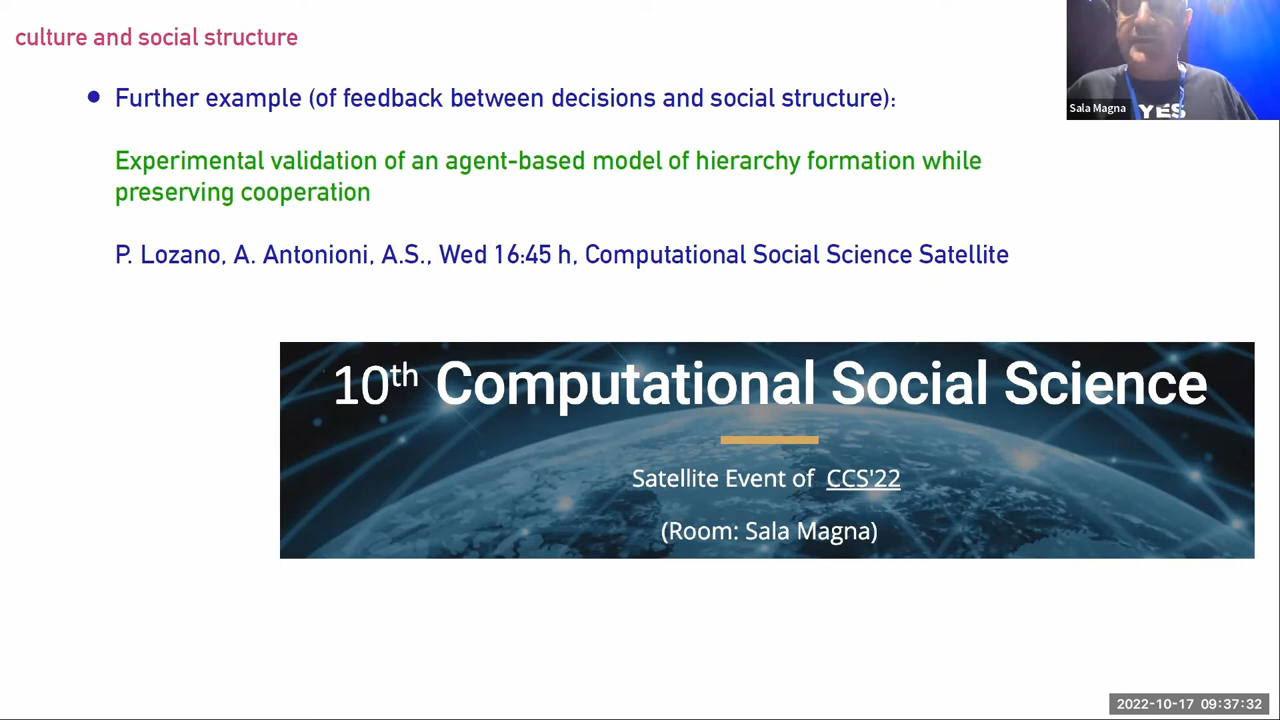 culture and social structure
• Further example (of feedback between decisions and social structure):
Experimental validation of an agent-based model of hierarchy formation while
preserving cooperation
P. Lozano, A. Antonioni, A.S., Wed 16:45 h, Computational Social Science Satellite
Sala Magna
YES
10th Computational Social Science
Satellite Event of CCS'22
(Room: Sala Magna)
2022-10-17 09:37:32